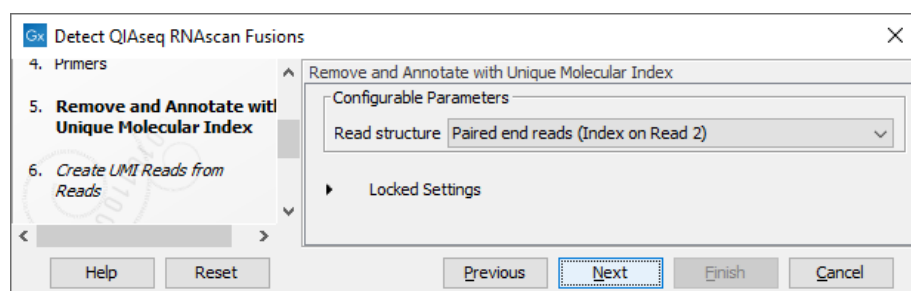 Gx Detect QIAseq RNAscan Fusions
4. Primers
5. Remove and Annotate with
Unique Molecular Index
6. Create UMI Reads from
Reads
Remove and Annotate with Unique Molecular Index
Configurable Parameters
Read structure Paired end reads (Index on Read 2)
Locked Settings
Help Reset Previous Next Finish Cancel